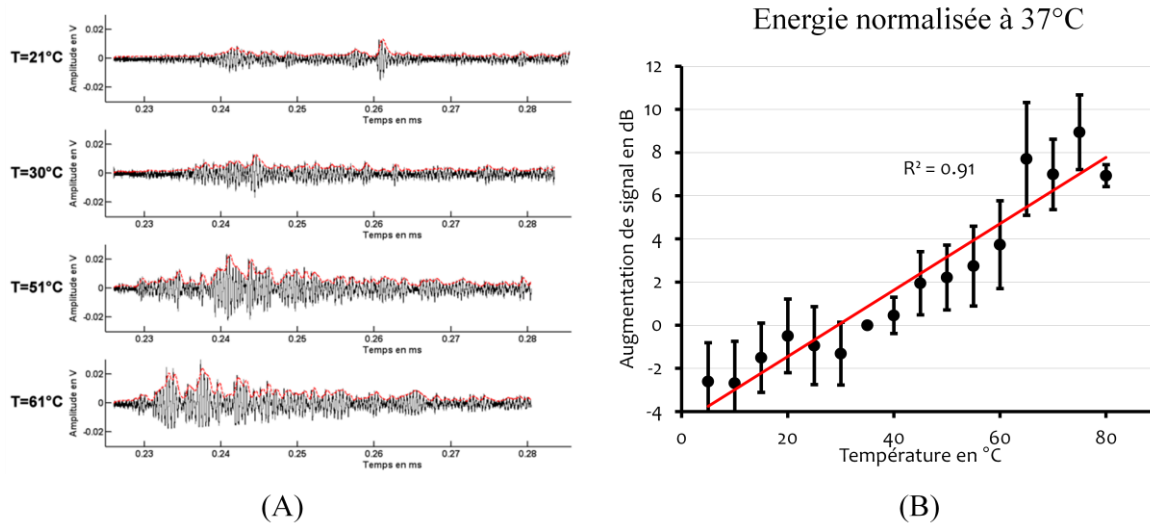 T=21°C
Amplitude en V
0.02
0
-0.02
0.23 0.24 0.25 0.26 0.27 0.28
Temps en ms
T=30°C
Amplitude en V
0.02
0
-0.02
0.23 0.24 0.25 0.26 0.27 0.28
Temps en ms
T=51°C
Amplitude en V
0.02
0
-0.02
0.23 0.24 0.25 0.26 0.27 0.28
Temps en ms
T=61°C
Amplitude en V
0.02
0
-0.02
0.23 0.24 0.25 0.26 0.27 0.28
Temps en ms
(A)
Energie normalisée à 37°C
Augmentation de signal en dB
12
10
8
6
4
2
0
-2
-4
R² = 0.91
0 20 40 60 80
Température en °C
(B)